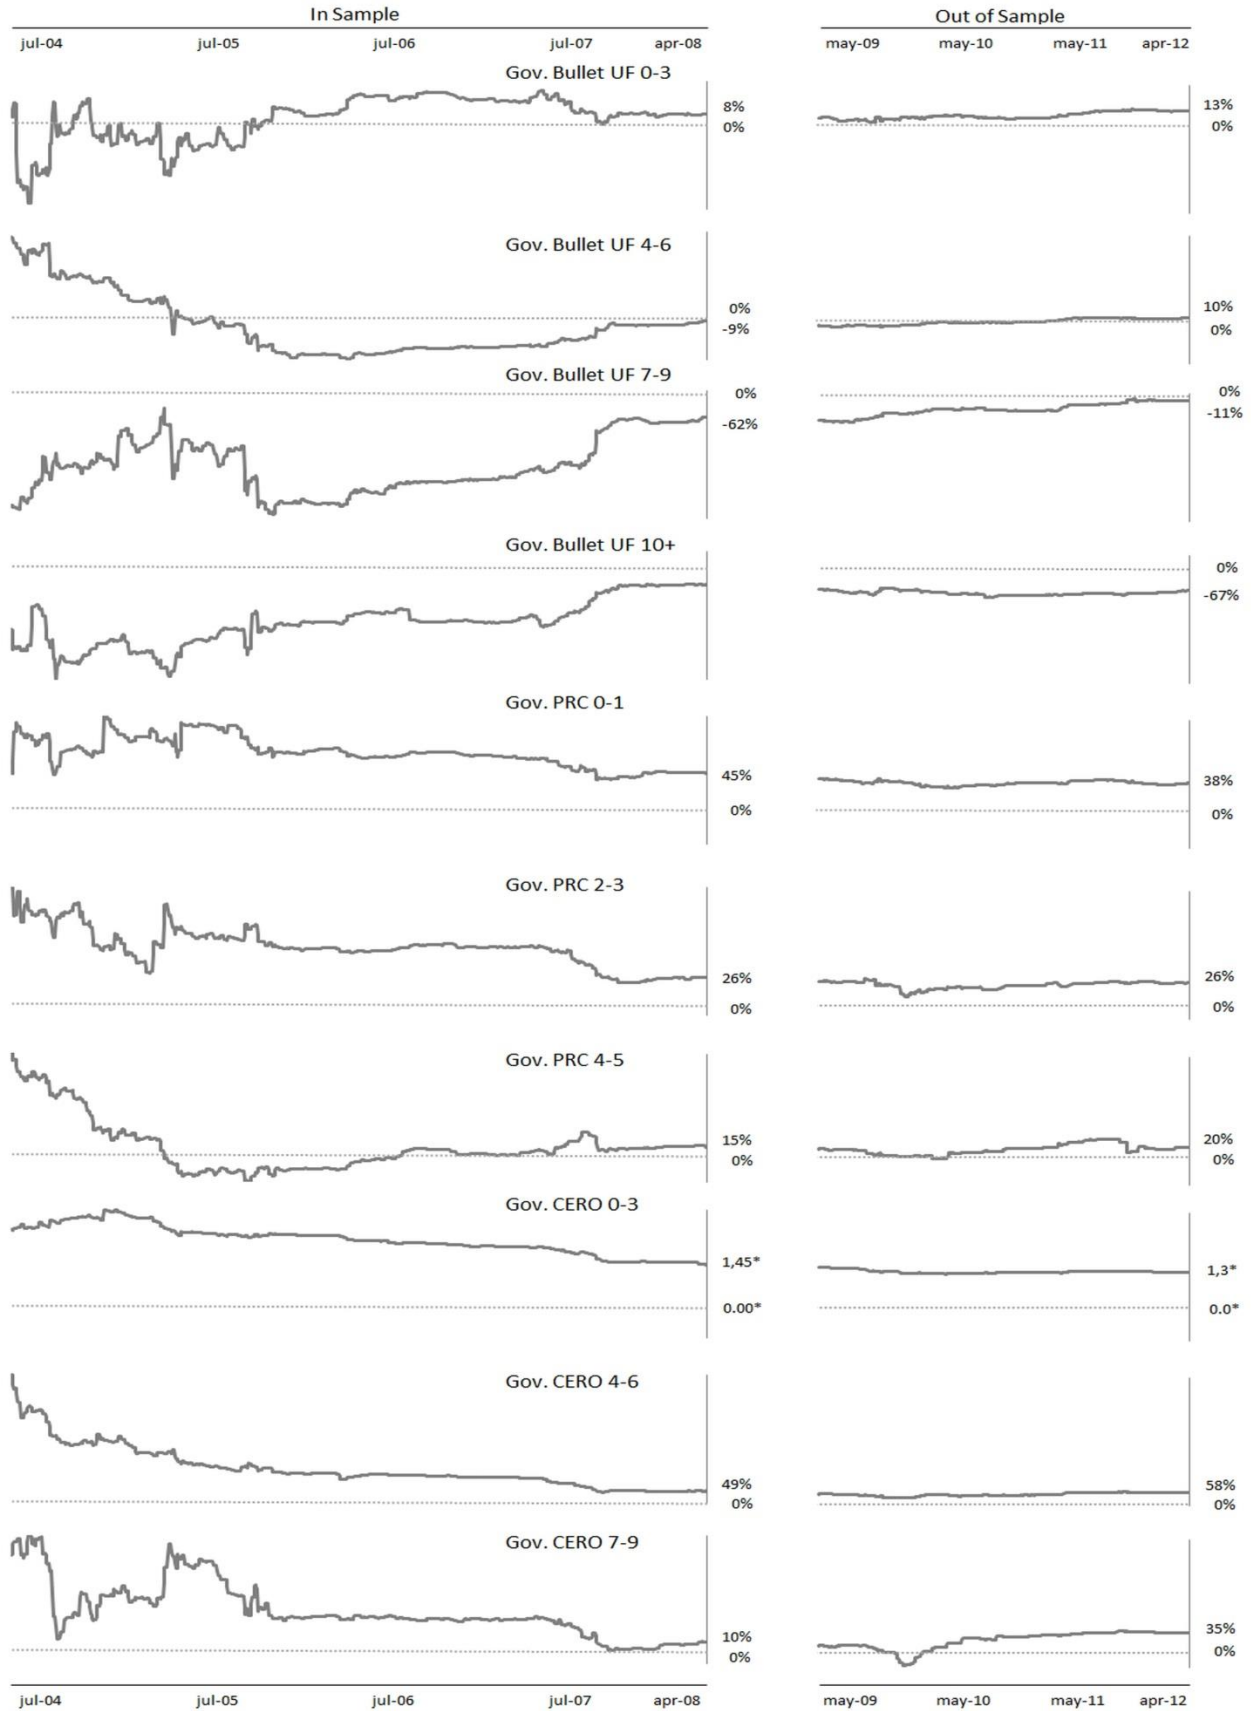 In Sample Out of Sample
jul-04 jul-05 jul-06 jul-07 apr-08 may-09 may-10 may-11 apr-12
Gov. Bullet UF 0-3
8% 13%
0% 0%
Gov. Bullet UF 4-6
0% 10%
-9% 0%
Gov. Bullet UF 7-9
0% 0%
-62% -11%
Gov. Bullet UF 10+
0%
-67%
Gov. PRC 0-1
45% 38%
0% 0%
Gov. PRC 2-3
26% 26%
0% 0%
Gov. PRC 4-5
15% 20%
0% 0%
Gov. CERO 0-3
1,45* 1,3*
0.00* 0.0*
Gov. CERO 4-6
49% 58%
0% 0%
Gov. CERO 7-9
10% 35%
0% 0%
jul-04 jul-05 jul-06 jul-07 apr-08 may-09 may-10 may-11 apr-12